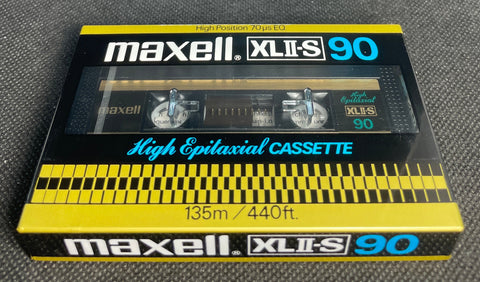 High Position 70μs EQ
maxell® XLII-S 90
maxell
High
Epitaxial
XLII-S
90
High Epitaxial CASSETTE
135m/440ft.
maxell® XLII-S 90